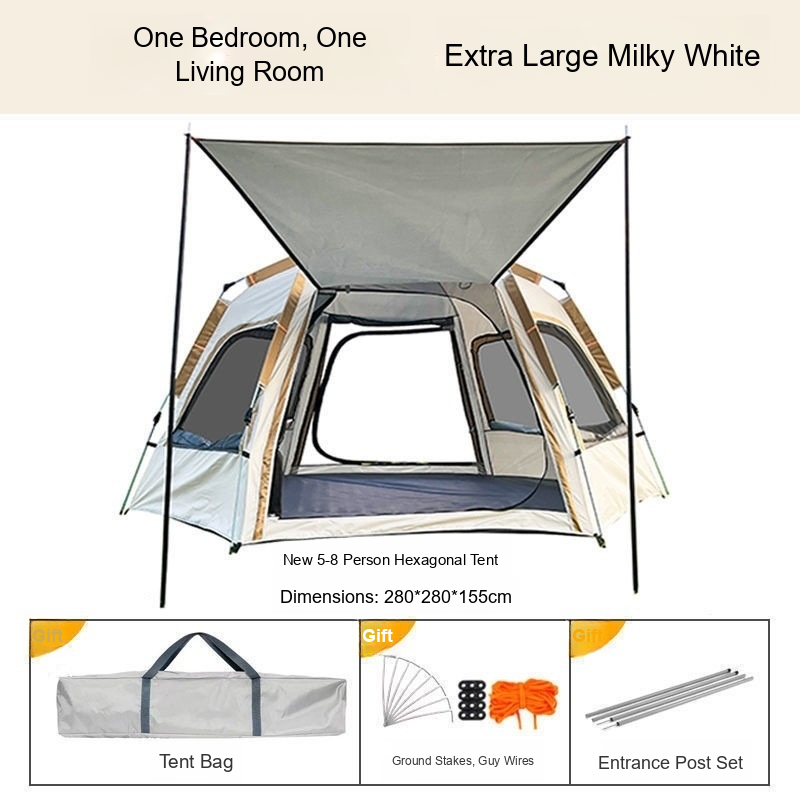 One Bedroom, One
Living Room
Extra Large Milky White
New 5-8 Person Hexagonal Tent
Dimensions: 280*280*155cm
Gift
Gift
Gift
Tent Bag
Ground Stakes, Guy Wires
Entrance Post Set